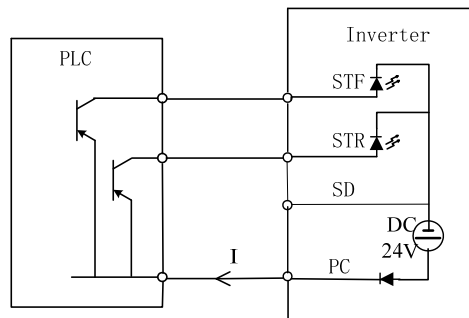 Inverter
PLC
STF
STR
SD
DC
24V
I
PC